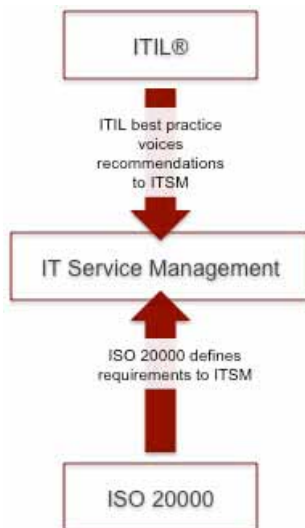 ITIL®
ITIL best practice
voices
recommendations
to ITSM
IT Service Management
ISO 20000 defines
requirements to ITSM
ISO 20000